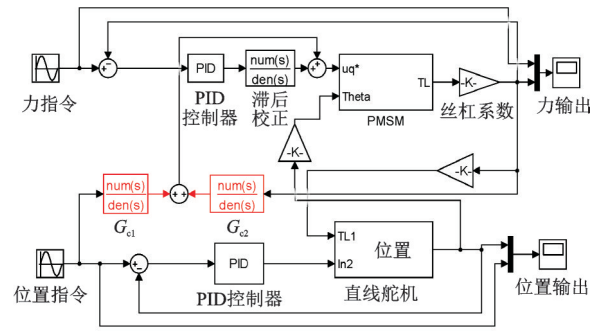 力指令
PID
PID
控制器
num(s)
den(s)
滞后
校正
uq*
Theta
TL
PMSM
-K-
丝杠系数
力输出
-K-
-K-
num(s)
den(s)
Gc1
num(s)
den(s)
Gc2
位置指令
PID
PID控制器
TL1
In2
位置
直线舵机
位置输出